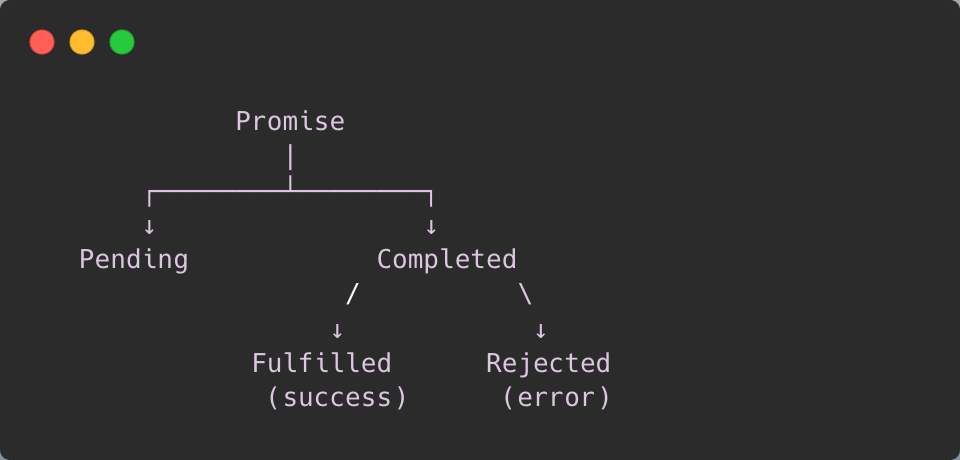 Promise
|
┌─────────┴─────────┐
↓ ↓
Pending Completed
/ \
↓ ↓
Fulfilled Rejected
(success) (error)